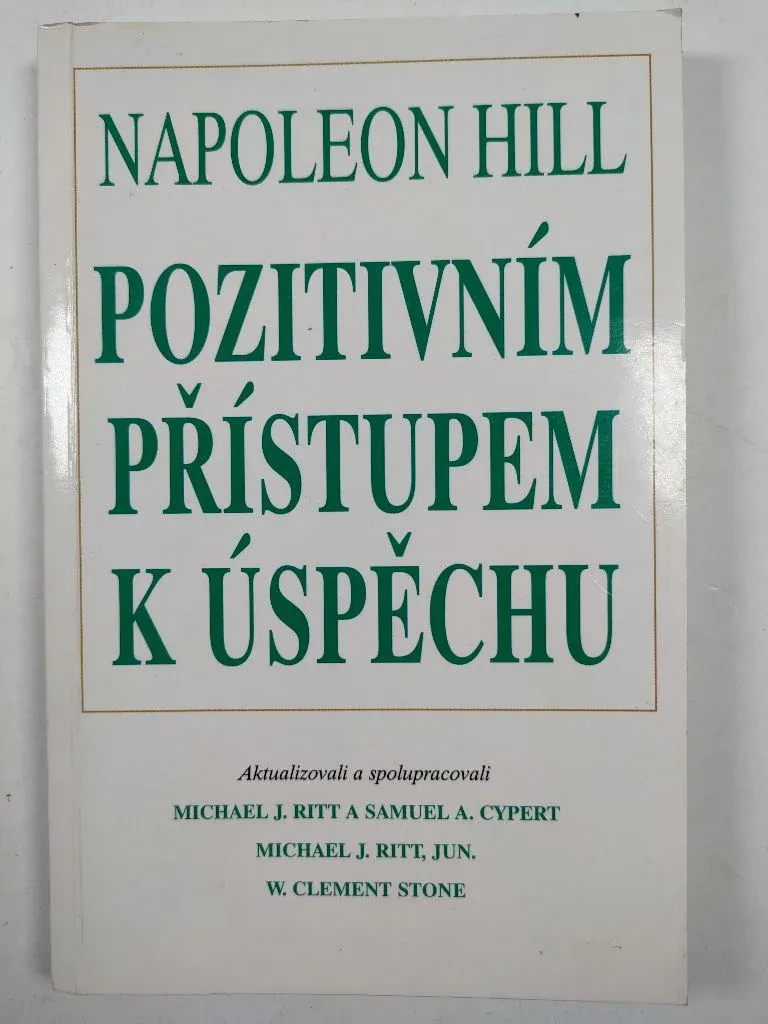 NAPOLEON HILL
POZITIVNÍM
PŘÍSTUPEM
K ÚSPĚCHU
Aktualizovali a spolupracovali
MICHAEL J. RITT A SAMUEL A. CYPERT
MICHAEL J. RITT, JUN.
W. CLEMENT STONE